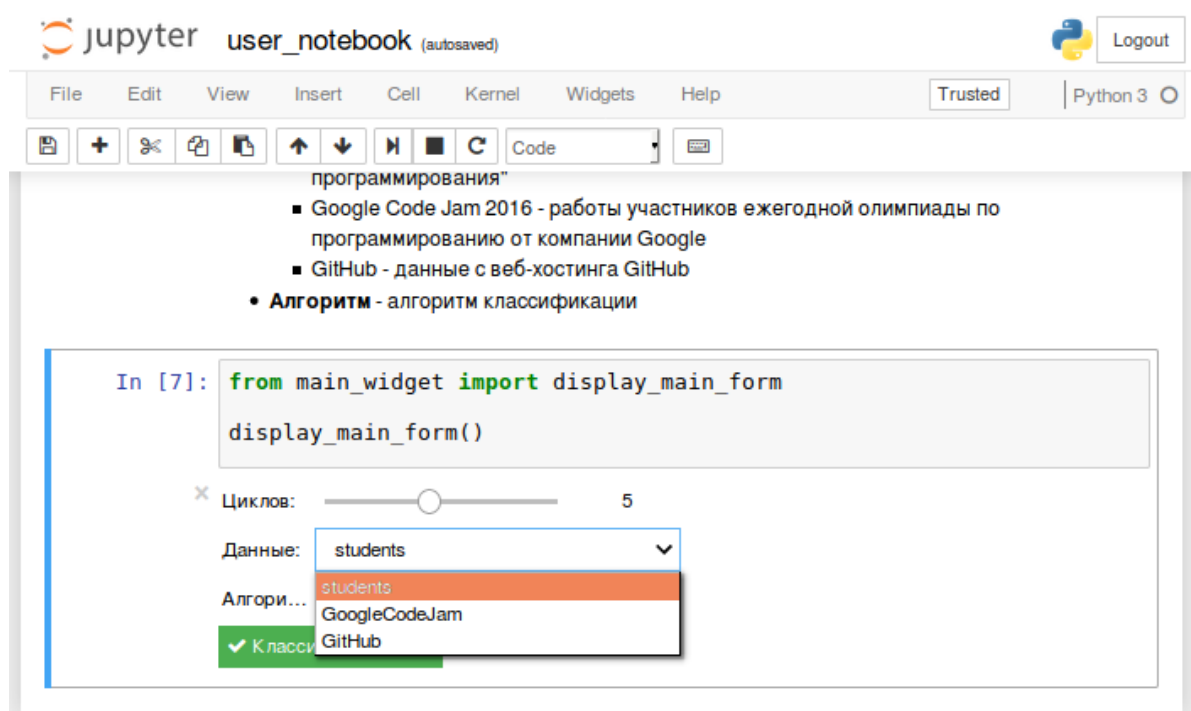 jupyter user_notebook (autosaved) Logout
File Edit View Insert Cell Kernel Widgets Help Trusted Python 3
Code
программирования"
Google Code Jam 2016 - работы участников ежегодной олимпиады по
программированию от компании Google
GitHub - данные с веб-хостинга GitHub
Алгоритм - алгоритм классификации
In [7]: from main_widget import display_main_form
display_main_form()
Циклов: 5
Данные: students
students
Алгори...
GoogleCodeJam
GitHub
Класси